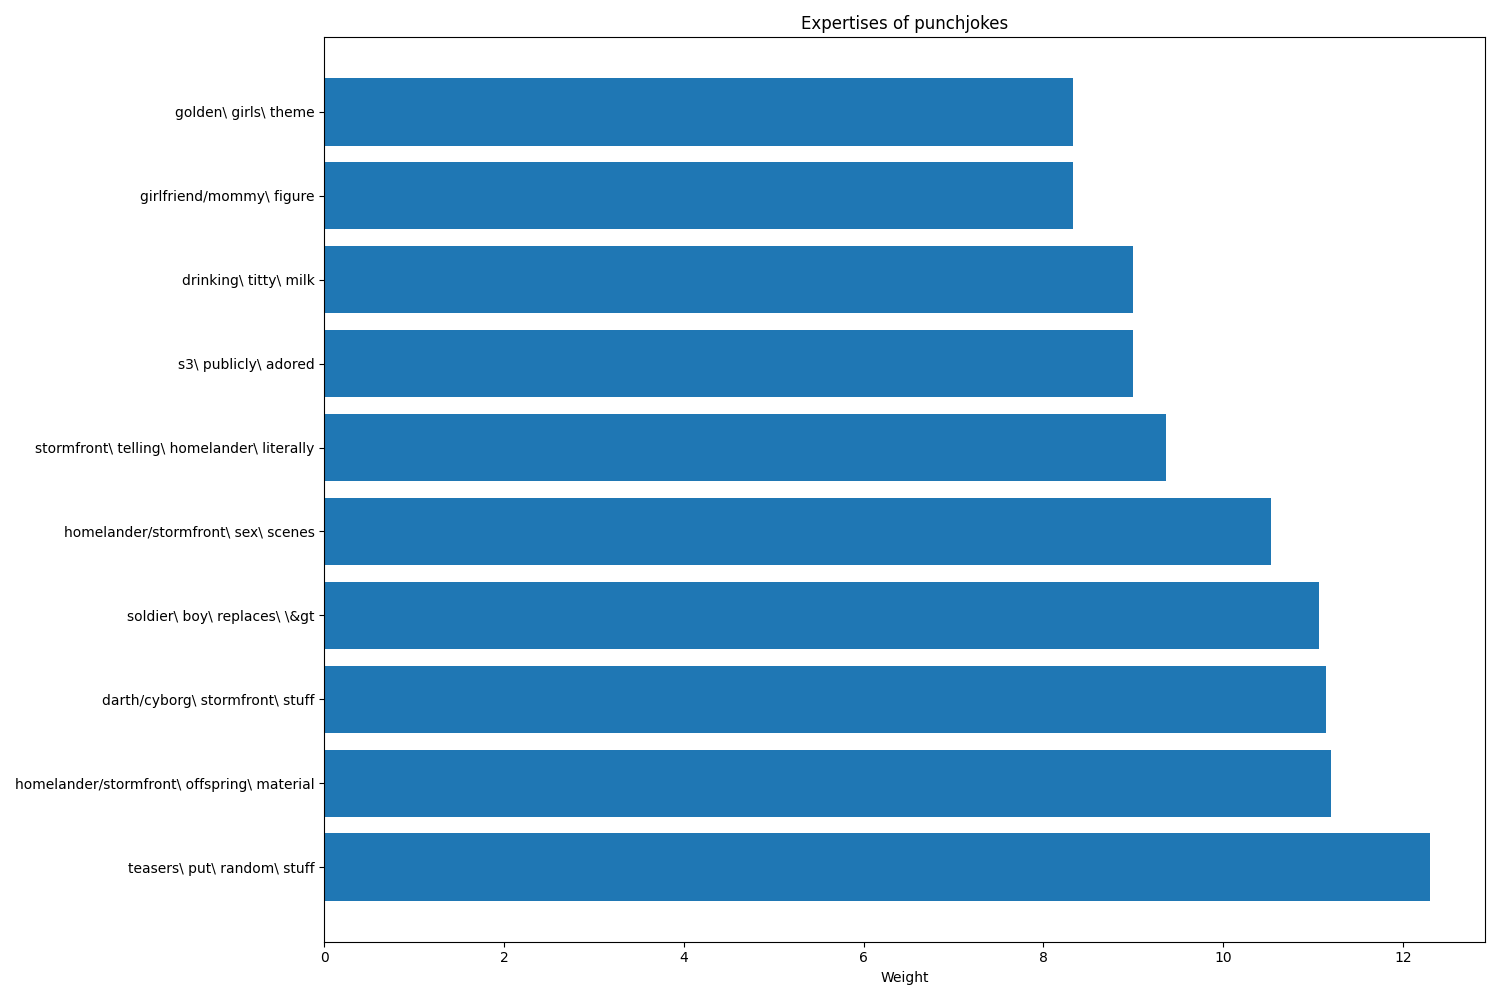 Expertises of punchjokes
golden\ girls\ theme
girlfriend/mommy\ figure
drinking\ titty\ milk
s3\ publicly\ adored
stormfront\ telling\ homelander\ literally
homelander/stormfront\ sex\ scenes
soldier\ boy\ replaces\ \&gt
darth/cyborg\ stormfront\ stuff
homelander/stormfront\ offspring\ material
teasers\ put\ random\ stuff
0 2 4 6 8 10 12
Weight